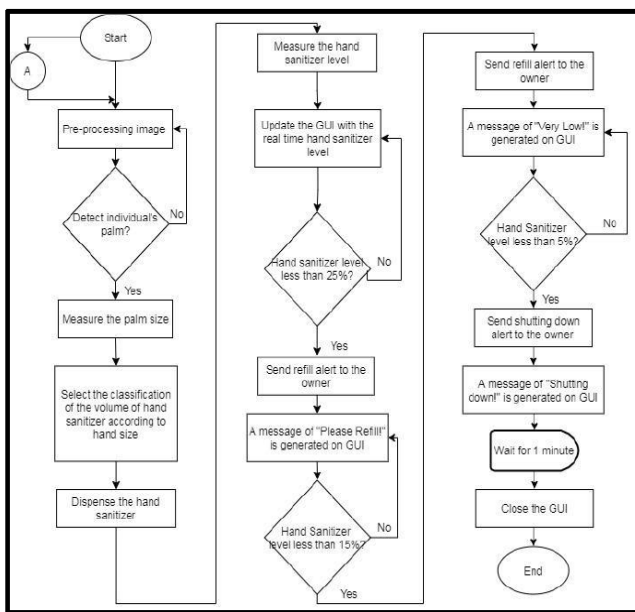 Start
A
Pre-processing image
Detect individual's
palm?
No
Yes
Measure the palm size
Select the classification
of the volume of hand
sanitizer according to
hand size
Dispense the hand
sanitizer
Measure the hand
sanitizer level
Update the GUI with the
real time hand sanitizer
level
Hand sanitizer level
less than 25%?
No
Yes
Send refill alert to the
owner
A message of "Please Refill!"
is generated on GUI
Hand Sanitizer
level less than 15%?
No
Yes
Send refill alert to the
owner
A message of "Very Low!" is
generated on GUI
Hand Sanitizer
level less than 5%?
No
Yes
Send shutting down
alert to the owner
A message of "Shutting
down!" is generated on GUI
Wait for 1 minute
Close the GUI
End